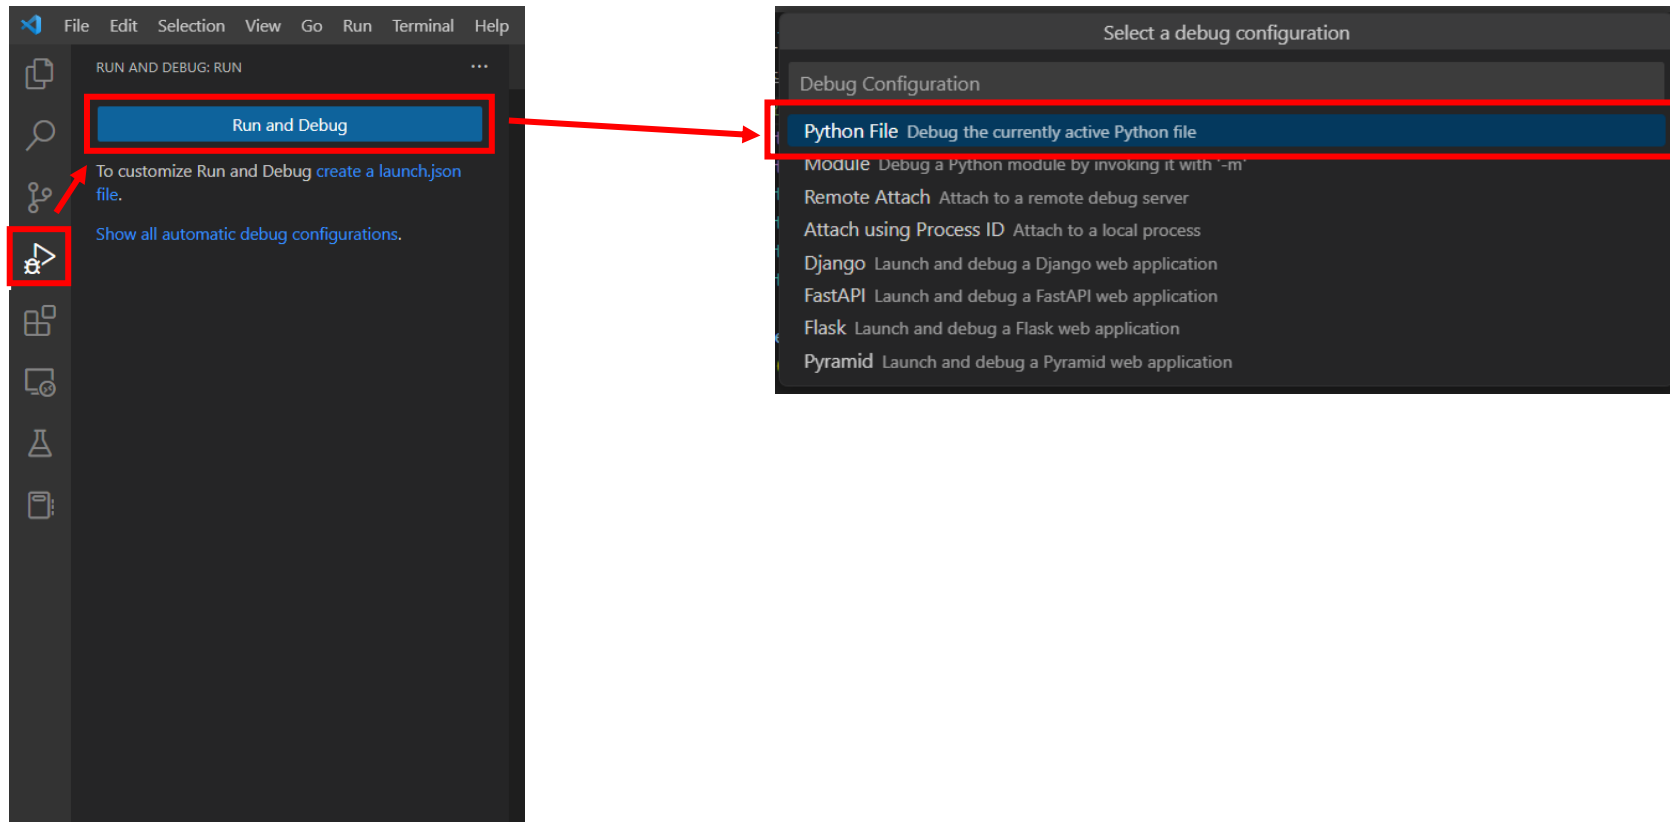 File Edit Selection View Go Run Terminal Help
RUN AND DEBUG: RUN
Run and Debug
To customize Run and Debug create a launch.json
file.
Show all automatic debug configurations.
Select a debug configuration
Debug Configuration
Python File Debug the currently active Python file
Module Debug a Python module by invoking it with '-m'
Remote Attach Attach to a remote debug server
Attach using Process ID Attach to a local process
Django Launch and debug a Django web application
FastAPI Launch and debug a FastAPI web application
Flask Launch and debug a Flask web application
Pyramid Launch and debug a Pyramid web application